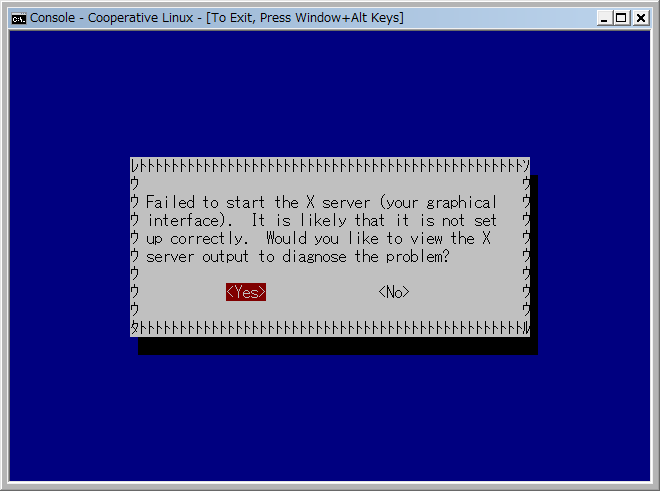 Console - Cooperative Linux - [To Exit, Press Window+Alt Keys]
Failed to start the X server (your graphical
interface).  It is likely that it is not set
up correctly.  Would you like to view the X
server output to diagnose the problem?
<Yes> <No>